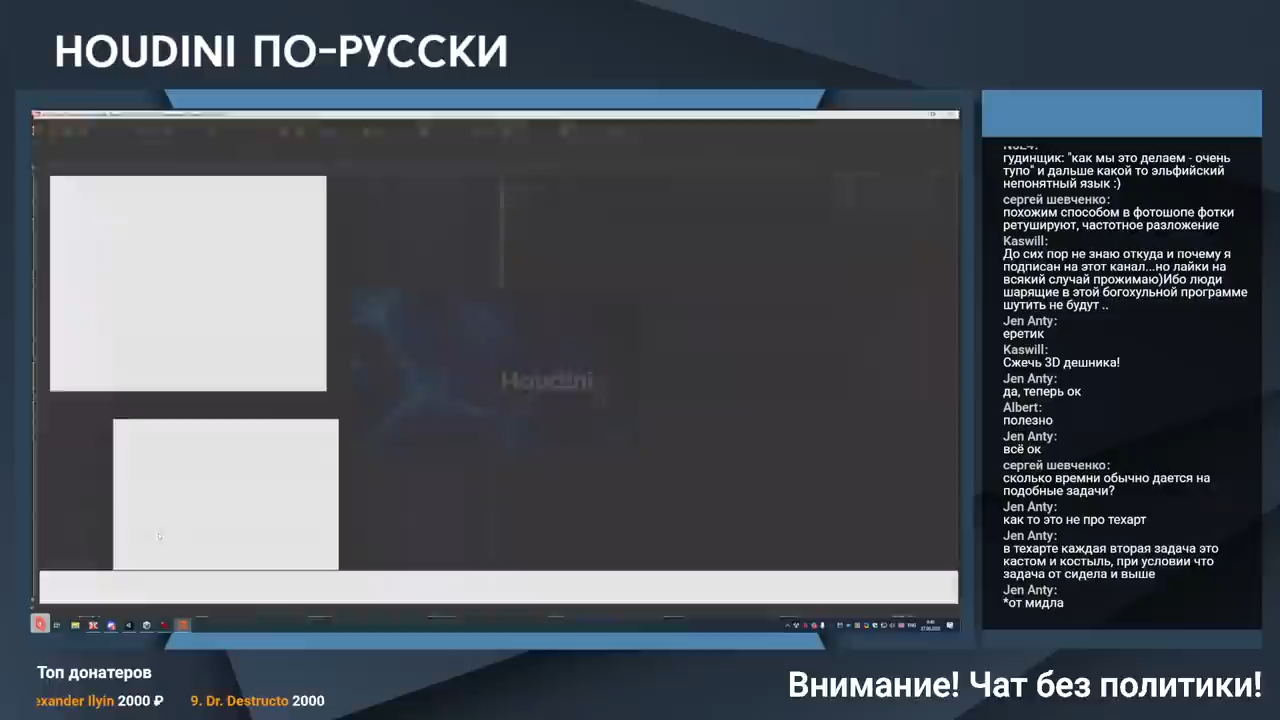 HOUDINI ПО-РУССКИ
Houdini
гудинщик: "как мы это делаем - очень
тупо" и дальше какой то эльфийский
непонятный язык :)
сергей шевченко:
похожим способом в фотошопе фотки
ретушируют, частотное разложение
Kaswill:
До сих пор не знаю откуда и почему я
подписан на этот канал...но лайки на
всякий случай прожимаю)Ибо люди
шарящие в этой богохульной программе
шутить не будут ..
Jen Anty:
еретик
Kaswill:
Сжечь 3D дешника!
Jen Anty:
да, теперь ок
Albert:
полезно
Jen Anty:
всё ок
сергей шевченко:
сколько времни обычно дается на
подобные задачи?
Jen Anty:
как то это не про техарт
Jen Anty:
в техарте каждая вторая задача это
кастом и костыль, при условии что
задача от сидела и выше
Jen Anty:
*от мидла
Топ донатеров
exander Ilyin 2000 ₽
9. Dr. Destructo 2000
Внимание! Чат без политики!